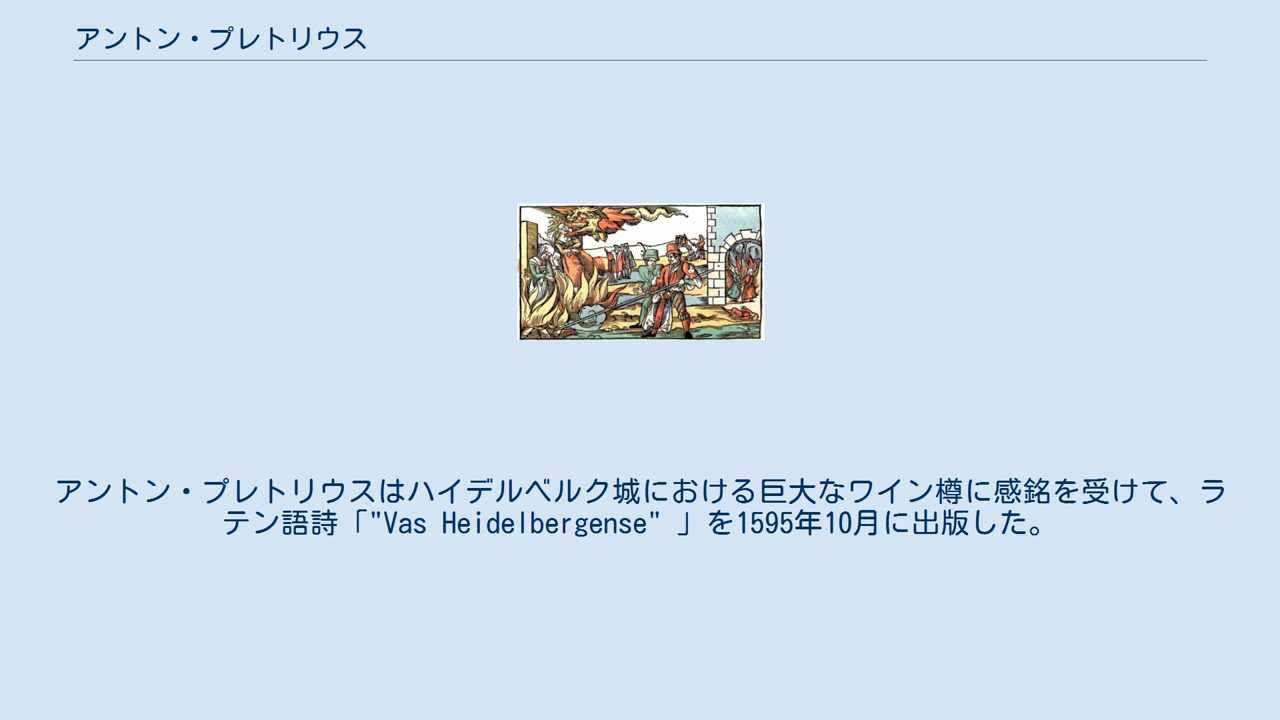 アントン・プレトリウス
アントン・プレトリウスはハイデルベルク城における巨大なワイン樽に感銘を受けて、ラ
テン語詩「"Vas Heidelbergense" 」を1595年10月に出版した。